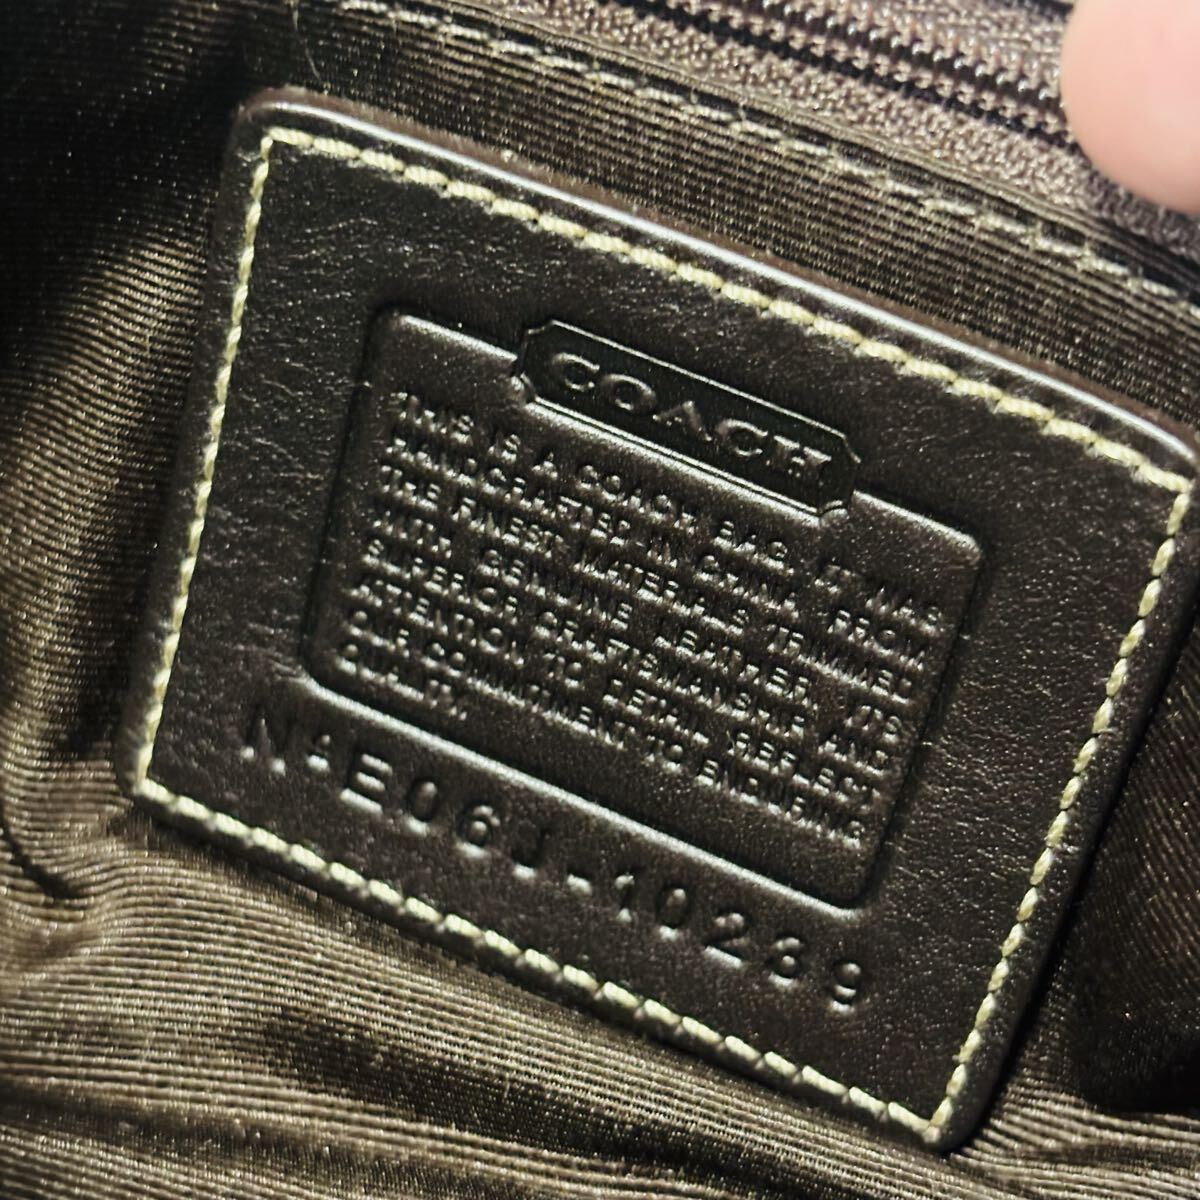 COACH
THIS IS A COACH BAG. IT WAS
HANDCRAFTED IN CHINA FROM
THE FINEST MATERIALS TRIMMED
WITH GENUINE LEATHER. ITS
SUPERIOR CRAFTSMANSHIP AND
ATTENTION TO DETAIL REFLECT
OUR COMMITMENT TO ENDURING
QUALITY.
Nº E06J-10239